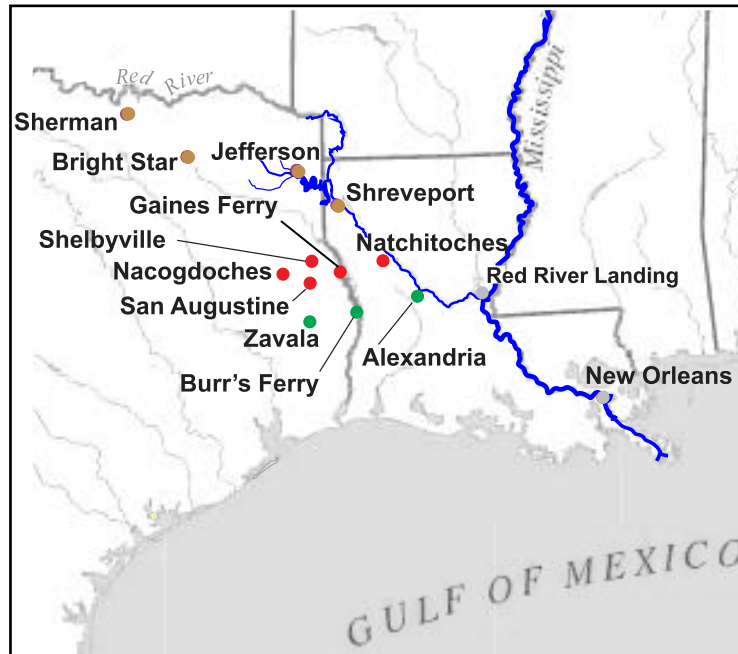 Red River
Mississippi
Sherman
Bright Star
Jefferson
Gaines Ferry
Shreveport
Shelbyville
Natchitoches
Nacogdoches
Red River Landing
San Augustine
Zavala
Alexandria
Burr's Ferry
New Orleans
GULF OF MEXICO